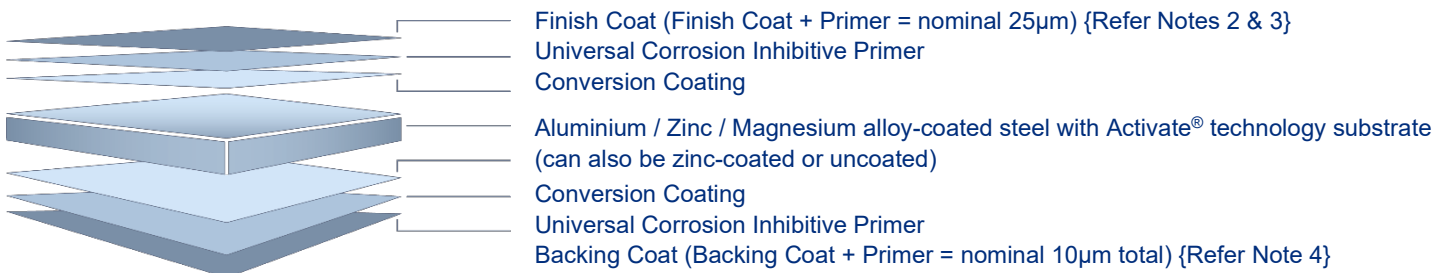 Finish Coat (Finish Coat + Primer = nominal 25µm) {Refer Notes 2 & 3}
Universal Corrosion Inhibitive Primer
Conversion Coating
Aluminium / Zinc / Magnesium alloy-coated steel with Activate® technology substrate
(can also be zinc-coated or uncoated)
Conversion Coating
Universal Corrosion Inhibitive Primer
Backing Coat (Backing Coat + Primer = nominal 10µm total) {Refer Note 4}